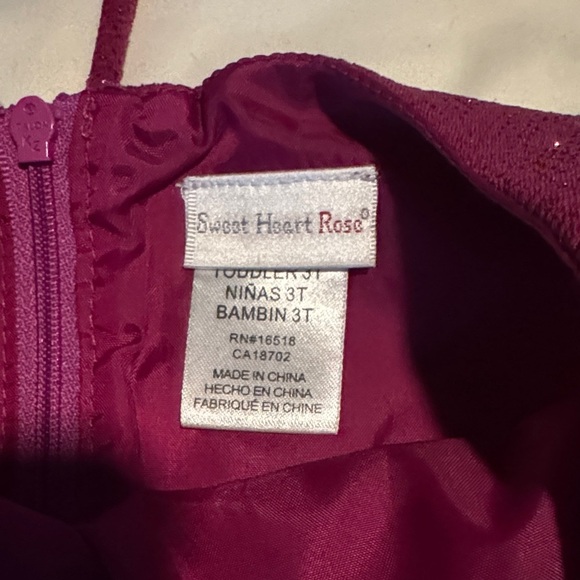 Sweet Heart Rose®
TODDLER 3T
NIÑAS 3T
BAMBIN 3T
RN#16518
CA18702
MADE IN CHINA
HECHO EN CHINA
FABRIQUÉ EN CHINE